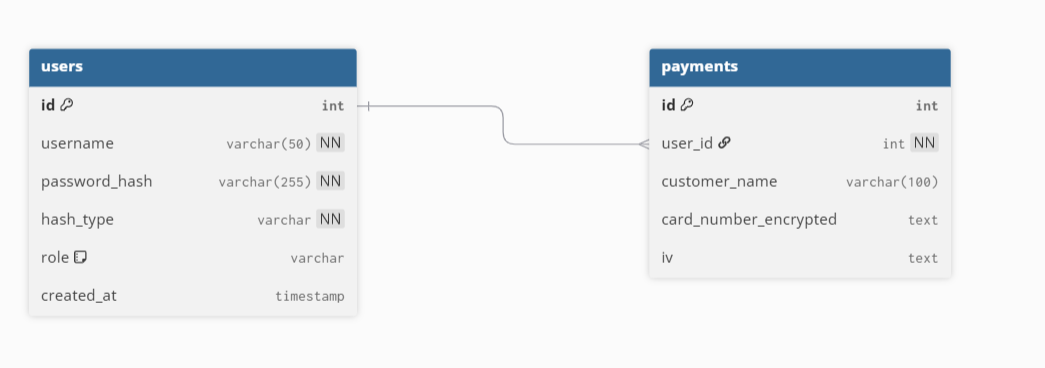 users
id int
username varchar(50) NN
password_hash varchar(255) NN
hash_type varchar NN
role varchar
created_at timestamp
payments
id int
user_id int NN
customer_name varchar(100)
card_number_encrypted text
iv text